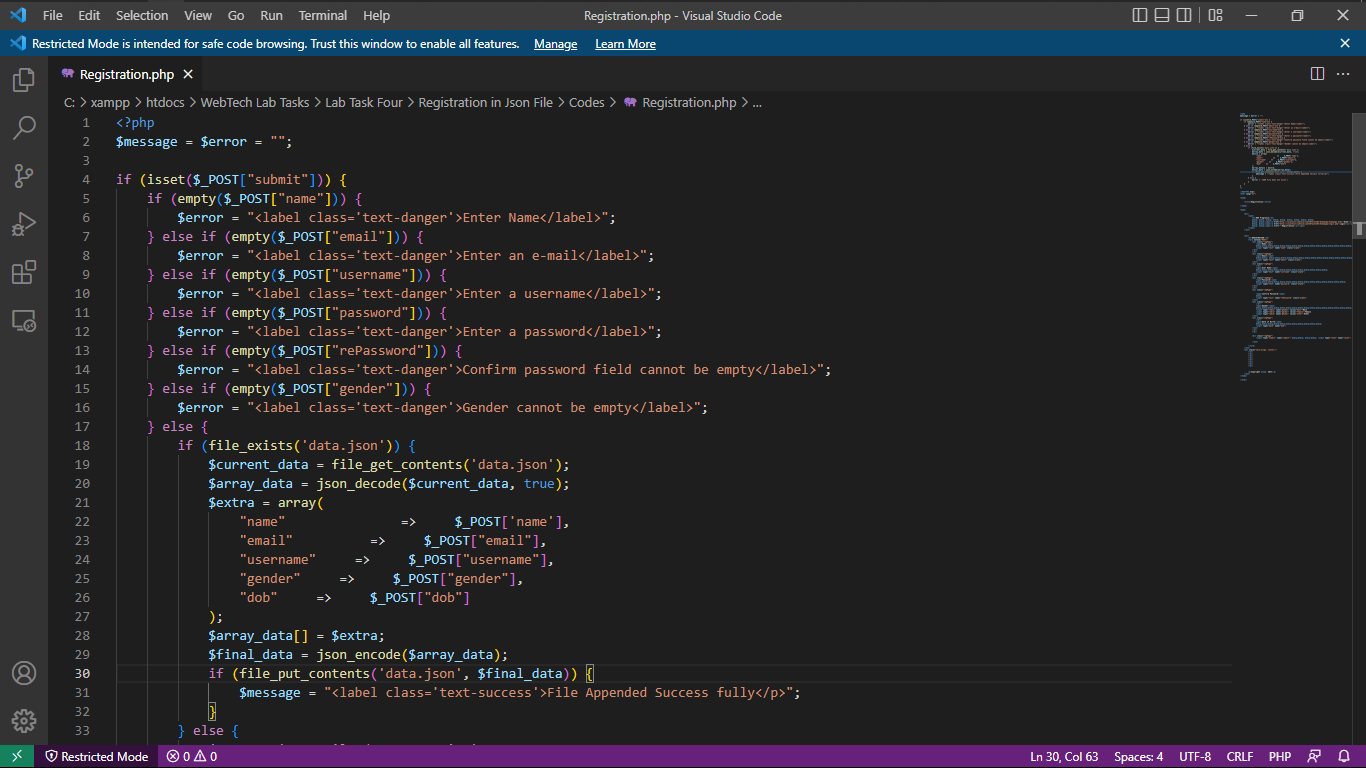 File Edit Selection View Go Run Terminal Help Registration.php - Visual Studio Code
Restricted Mode is intended for safe code browsing. Trust this window to enable all features. Manage Learn More
Registration.php
C: > xampp > htdocs > WebTech Lab Tasks > Lab Task Four > Registration in Json File > Codes > Registration.php > ...
1 <?php
2 $message = $error = "";
3
4 if (isset($_POST["submit"])) {
5 if (empty($_POST["name"])) {
6 $error = "<label class='text-danger'>Enter Name</label>";
7 } else if (empty($_POST["email"])) {
8 $error = "<label class='text-danger'>Enter an e-mail</label>";
9 } else if (empty($_POST["username"])) {
10 $error = "<label class='text-danger'>Enter a username</label>";
11 } else if (empty($_POST["password"])) {
12 $error = "<label class='text-danger'>Enter a password</label>";
13 } else if (empty($_POST["rePassword"])) {
14 $error = "<label class='text-danger'>Confirm password field cannot be empty</label>";
15 } else if (empty($_POST["gender"])) {
16 $error = "<label class='text-danger'>Gender cannot be empty</label>";
17 } else {
18 if (file_exists('data.json')) {
19 $current_data = file_get_contents('data.json');
20 $array_data = json_decode($current_data, true);
21 $extra = array(
22 "name" => $_POST['name'],
23 "email" => $_POST["email"],
24 "username" => $_POST["username"],
25 "gender" => $_POST["gender"],
26 "dob" => $_POST["dob"]
27 );
28 $array_data[] = $extra;
29 $final_data = json_encode($array_data);
30 if (file_put_contents('data.json', $final_data)) {
31 $message = "<label class='text-success'>File Appended Success fully</p>";
32 }
33 } else {
Restricted Mode 0 0 Ln 30, Col 63 Spaces: 4 UTF-8 CRLF PHP